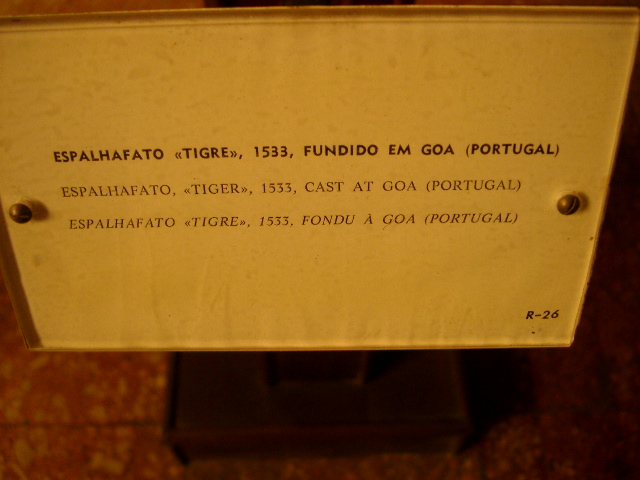 ESPALHAFATO «TIGRE», 1533, FUNDIDO EM GOA (PORTUGAL)
ESPALHAFATO, «TIGER», 1533, CAST AT GOA (PORTUGAL)
ESPALHAFATO «TIGRE», 1533, FONDU À GOA (PORTUGAL)
R-26